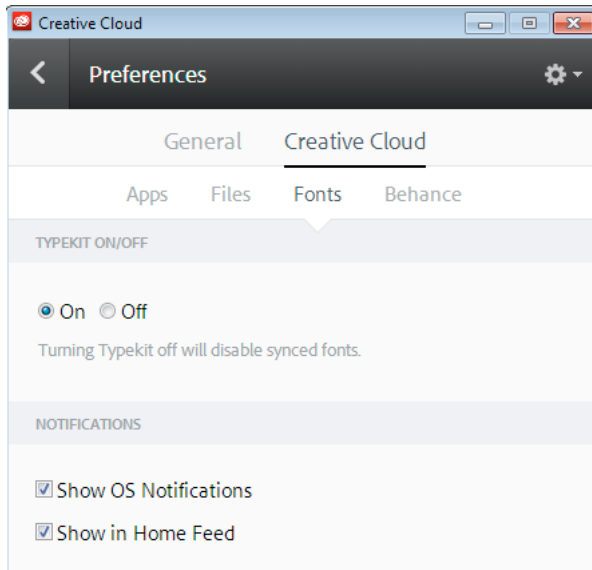 Creative Cloud
Preferences
General Creative Cloud
Apps Files Fonts Behance
TYPEKIT ON/OFF
On Off
Turning Typekit off will disable synced fonts.
NOTIFICATIONS
Show OS Notifications
Show in Home Feed